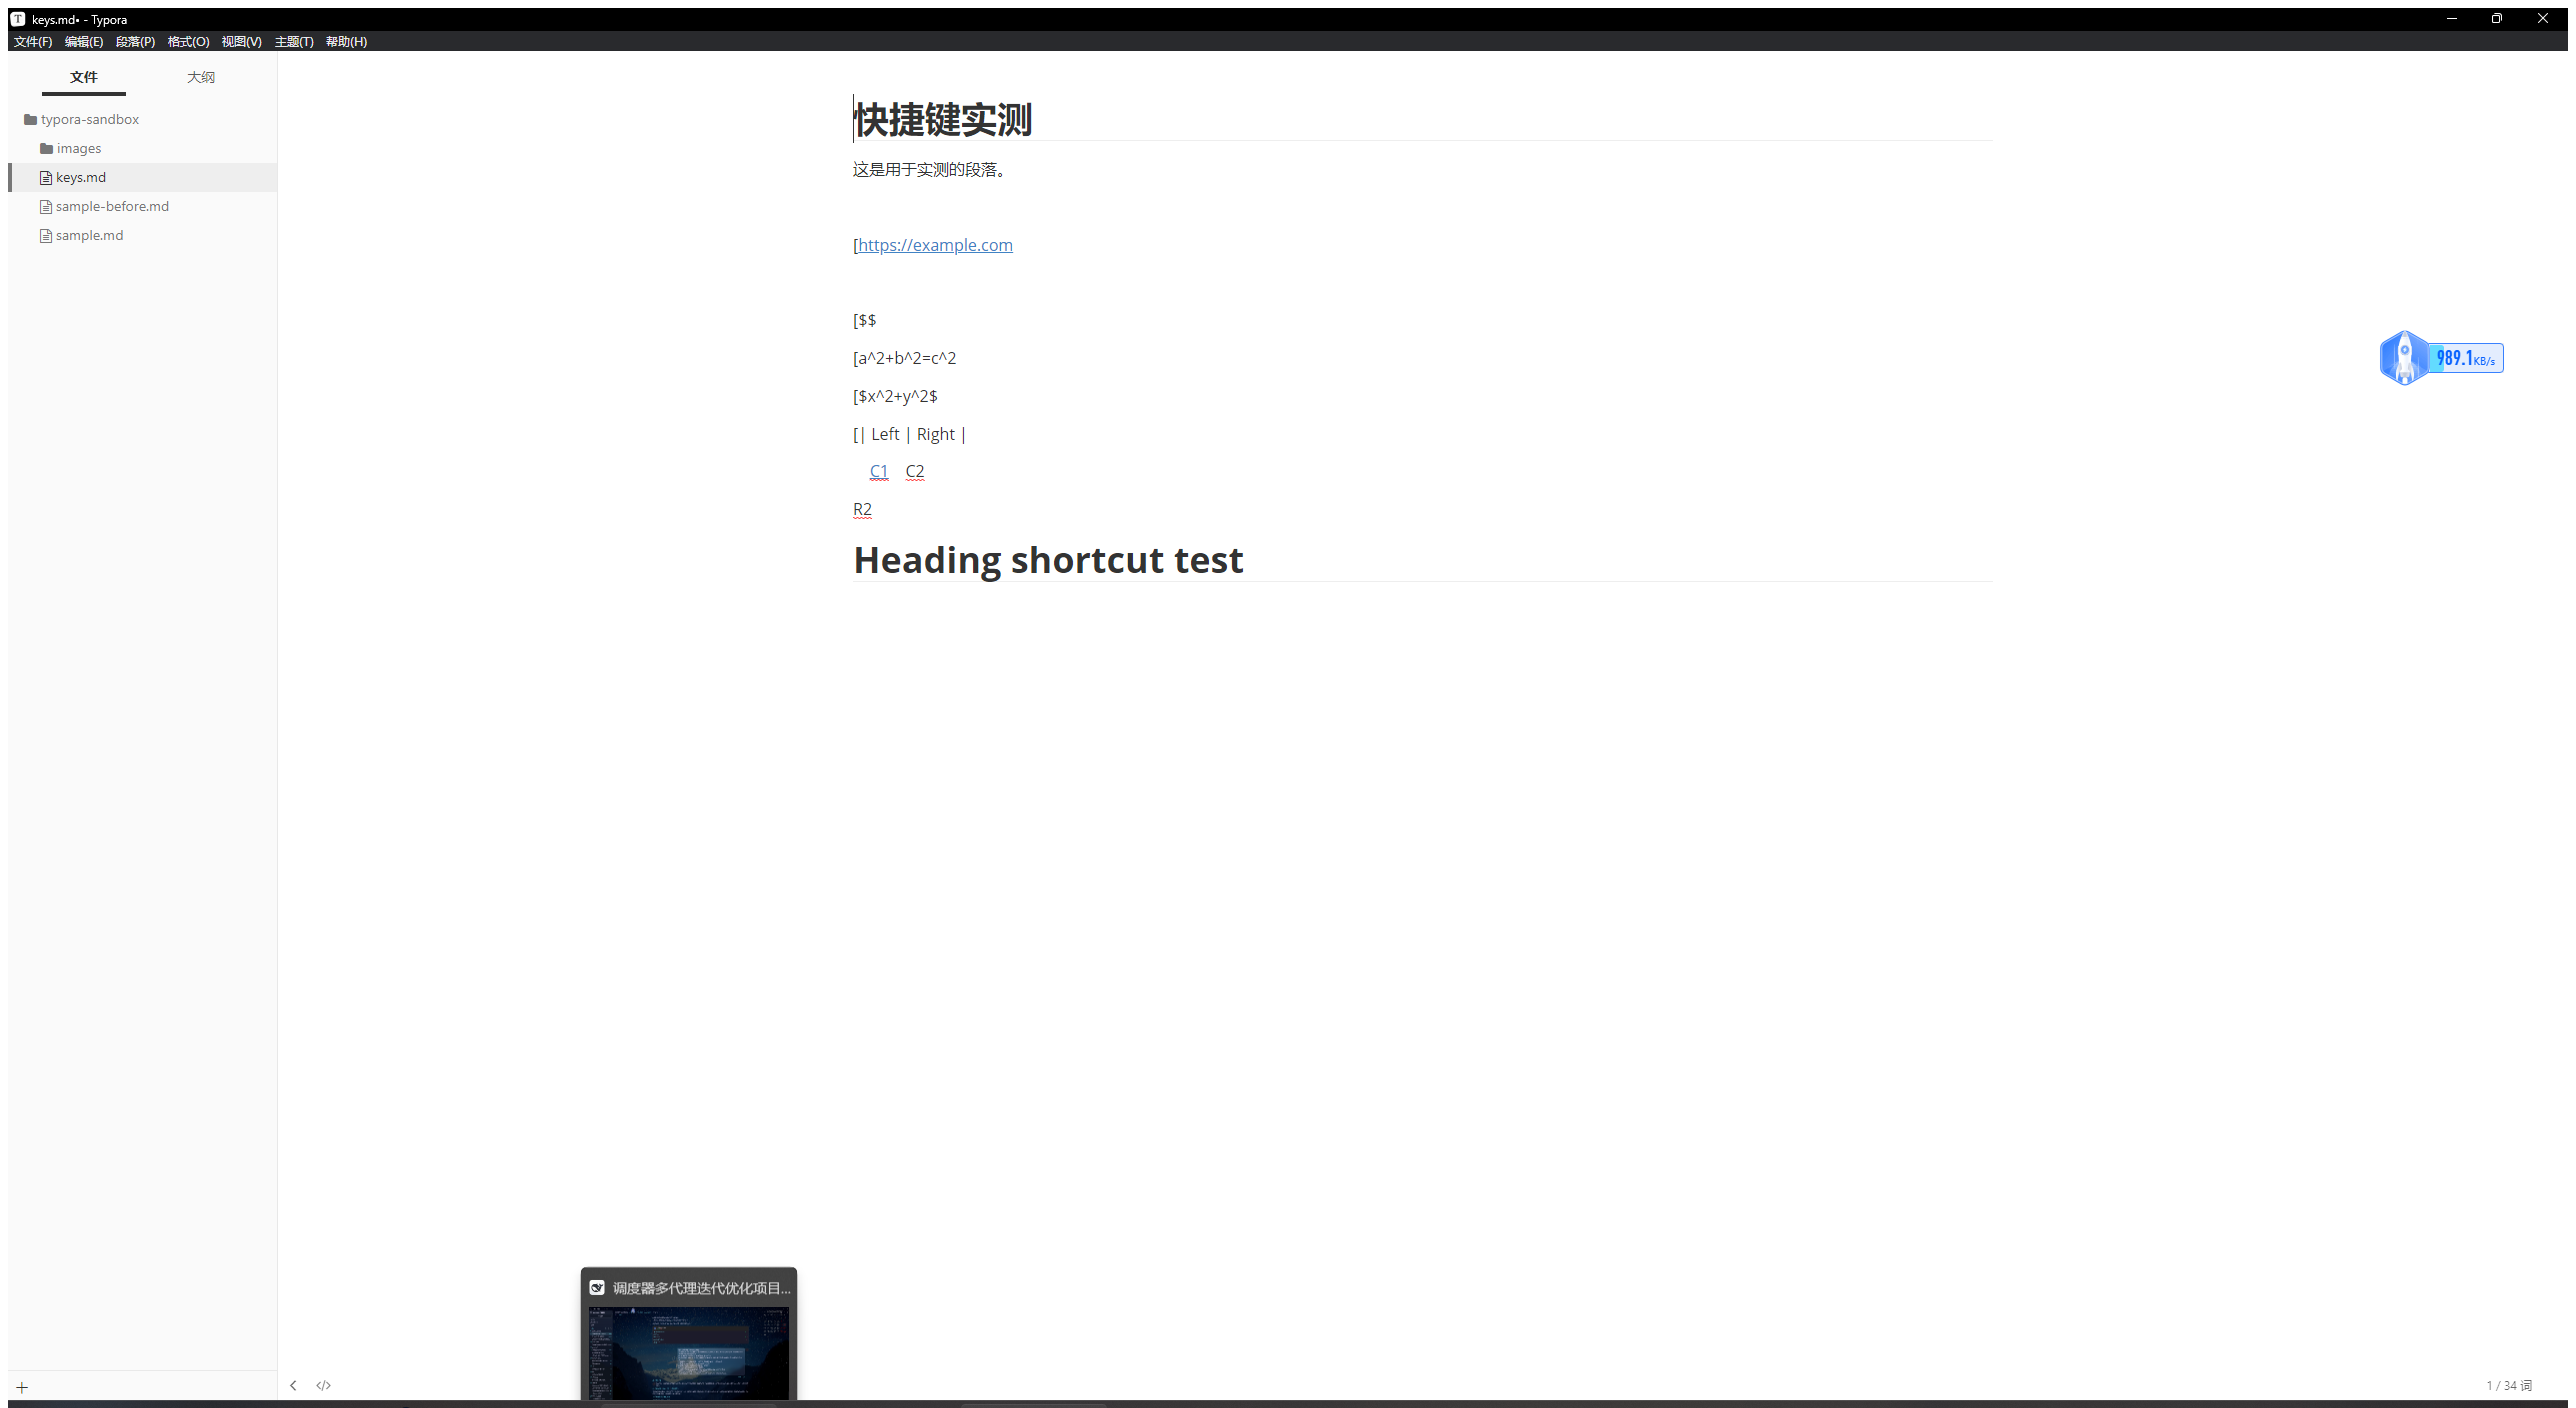 keys.md• - Typora
文件(F) 编辑(E) 段落(P) 格式(O) 视图(V) 主题(T) 帮助(H)
文件 大纲
typora-sandbox
images
keys.md
sample-before.md
sample.md
快捷键实测
这是用于实测的段落。
[https://example.com
[$$
[a^2+b^2=c^2
[$x^2+y^2$
[| Left | Right |
C1 C2
R2
Heading shortcut test
989.1KB/s
调度器多代理迭代优化项目...
1 / 34 词